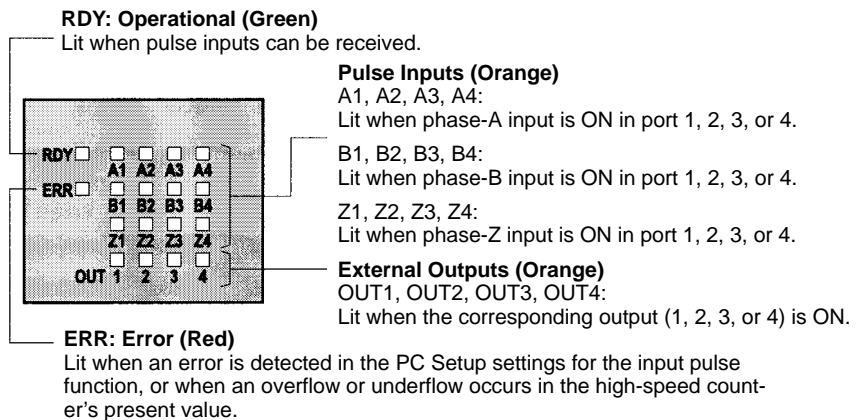 RDY: Operational (Green)
Lit when pulse inputs can be received.
Pulse Inputs (Orange)
A1, A2, A3, A4:
Lit when phase-A input is ON in port 1, 2, 3, or 4.
B1, B2, B3, B4:
Lit when phase-B input is ON in port 1, 2, 3, or 4.
Z1, Z2, Z3, Z4:
Lit when phase-Z input is ON in port 1, 2, 3, or 4.
External Outputs (Orange)
OUT1, OUT2, OUT3, OUT4:
Lit when the corresponding output (1, 2, 3, or 4) is ON.
RDY
A1 A2 A3 A4
ERR
B1 B2 B3 B4
Z1 Z2 Z3 Z4
OUT 1 2 3 4
ERR: Error (Red)
Lit when an error is detected in the PC Setup settings for the input pulse
function, or when an overflow or underflow occurs in the high-speed count-
er's present value.